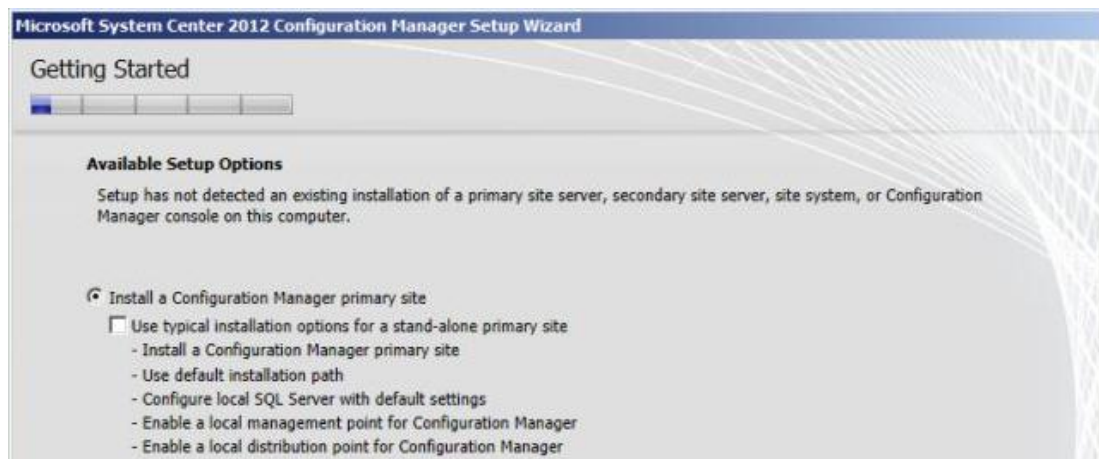 Microsoft System Center 2012 Configuration Manager Setup Wizard
Getting Started
Available Setup Options
Setup has not detected an existing installation of a primary site server, secondary site server, site system, or Configuration
Manager console on this computer.
Install a Configuration Manager primary site
Use typical installation options for a stand-alone primary site
- Install a Configuration Manager primary site
- Use default installation path
- Configure local SQL Server with default settings
- Enable a local management point for Configuration Manager
- Enable a local distribution point for Configuration Manager